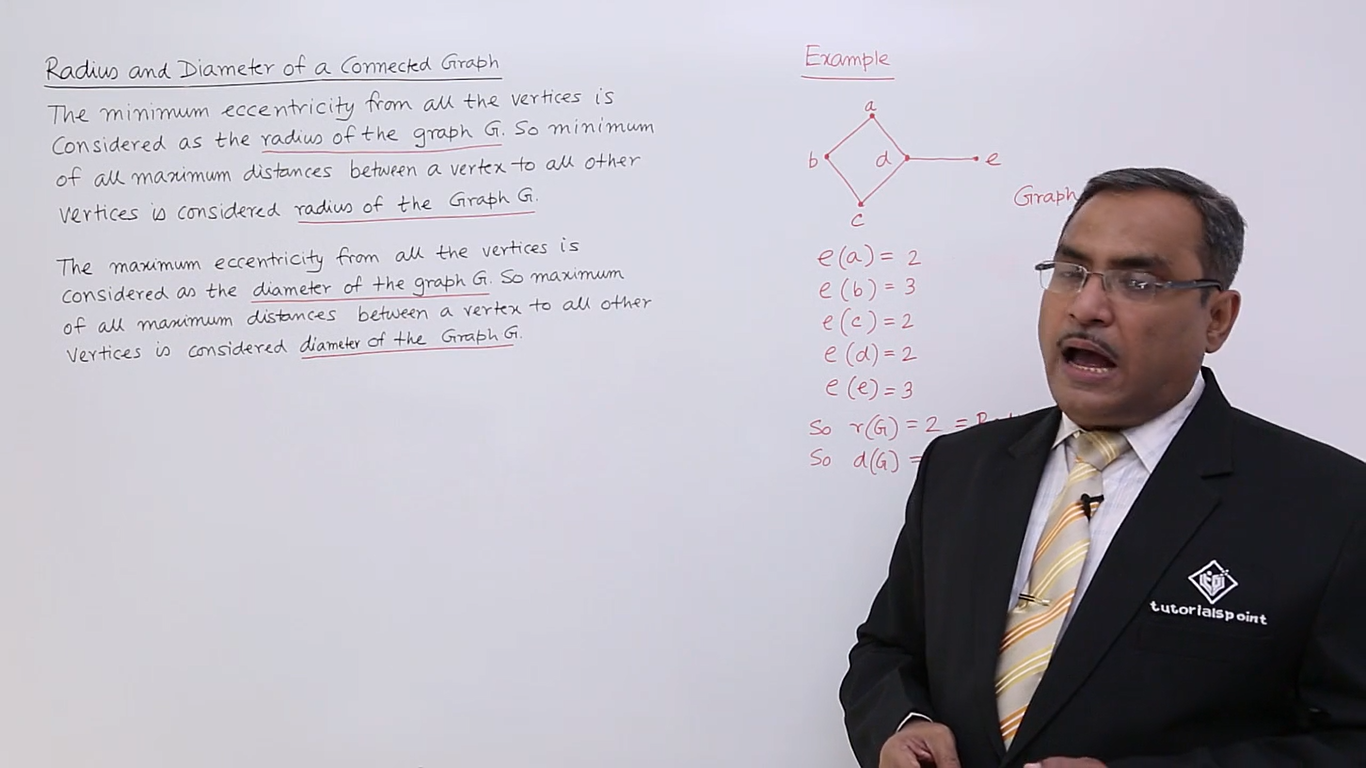 Radius and Diameter of a Connected Graph
The minimum eccentricity from all the vertices is
Considered as the radius of the graph G. So minimum
of all maximum distances between a vertex to all other
vertices is considered radius of the Graph G.
The maximum eccentricity from all the vertices is
considered as the diameter of the graph G. So maximum
of all maximum distances between a vertex to all other
vertices is considered diameter of the Graph G.
Example
a
b
d
e
c
Graph
e(a) = 2
e(b) = 3
e(c) = 2
e(d) = 2
e(e) = 3
So r(G) = 2 =
So d(G) =
tutorialspoint